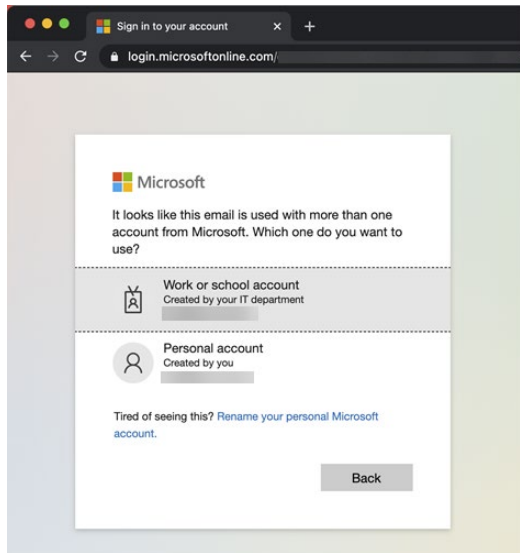 Sign in to your account
login.microsoftonline.com/
Microsoft
It looks like this email is used with more than one
account from Microsoft. Which one do you want to
use?
Work or school account
Created by your IT department
Personal account
Created by you
Tired of seeing this? Rename your personal Microsoft
account.
Back